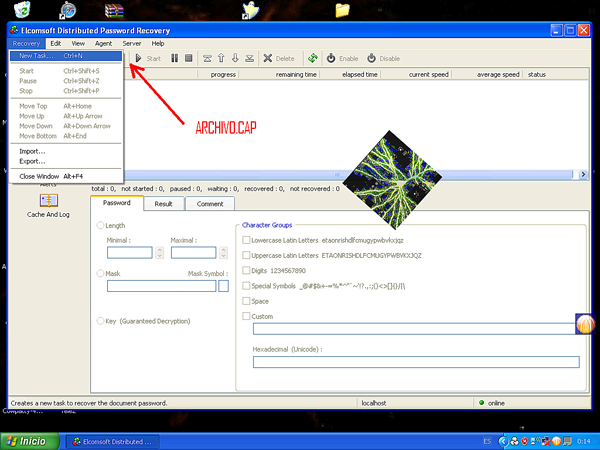 Elcomsoft Distributed Password Recovery
Recovery Edit View Agent Server Help
New Task... Ctrl+N
Start Delete Enable Disable
progress remaining time elapsed time current speed average speed status
Start Ctrl+Shift+S
Pause Ctrl+Shift+Z
Stop Ctrl+Shift+P
Move Top Alt+Home
Move Up Alt+Up Arrow
Move Down Alt+Down Arrow
Move Bottom Alt+End
Import...
Export...
Close Window Alt+F4
ARCHIVO.CAP
Alerts
Cache And Log
total : 0, not started : 0, paused : 0, waiting : 0, recovered : 0, not recovered : 0
Password Result Comment
Length
Minimal : Maximal :
Mask Mask Symbol :
Key (Guaranteed Decryption)
Character Groups
Lowercase Latin Letters etaonrishdlfcmugypwbvkxjqz
Uppercase Latin Letters ETAONRISHDLFCMUGYPWBVKXJQZ
Digits 1234567890
Special Symbols
Space
Custom
Hexadecimal (Unicode) :
Creates a new task to recover the document password. localhost online
Inicio Elcomsoft Distributed ... ES 0:14